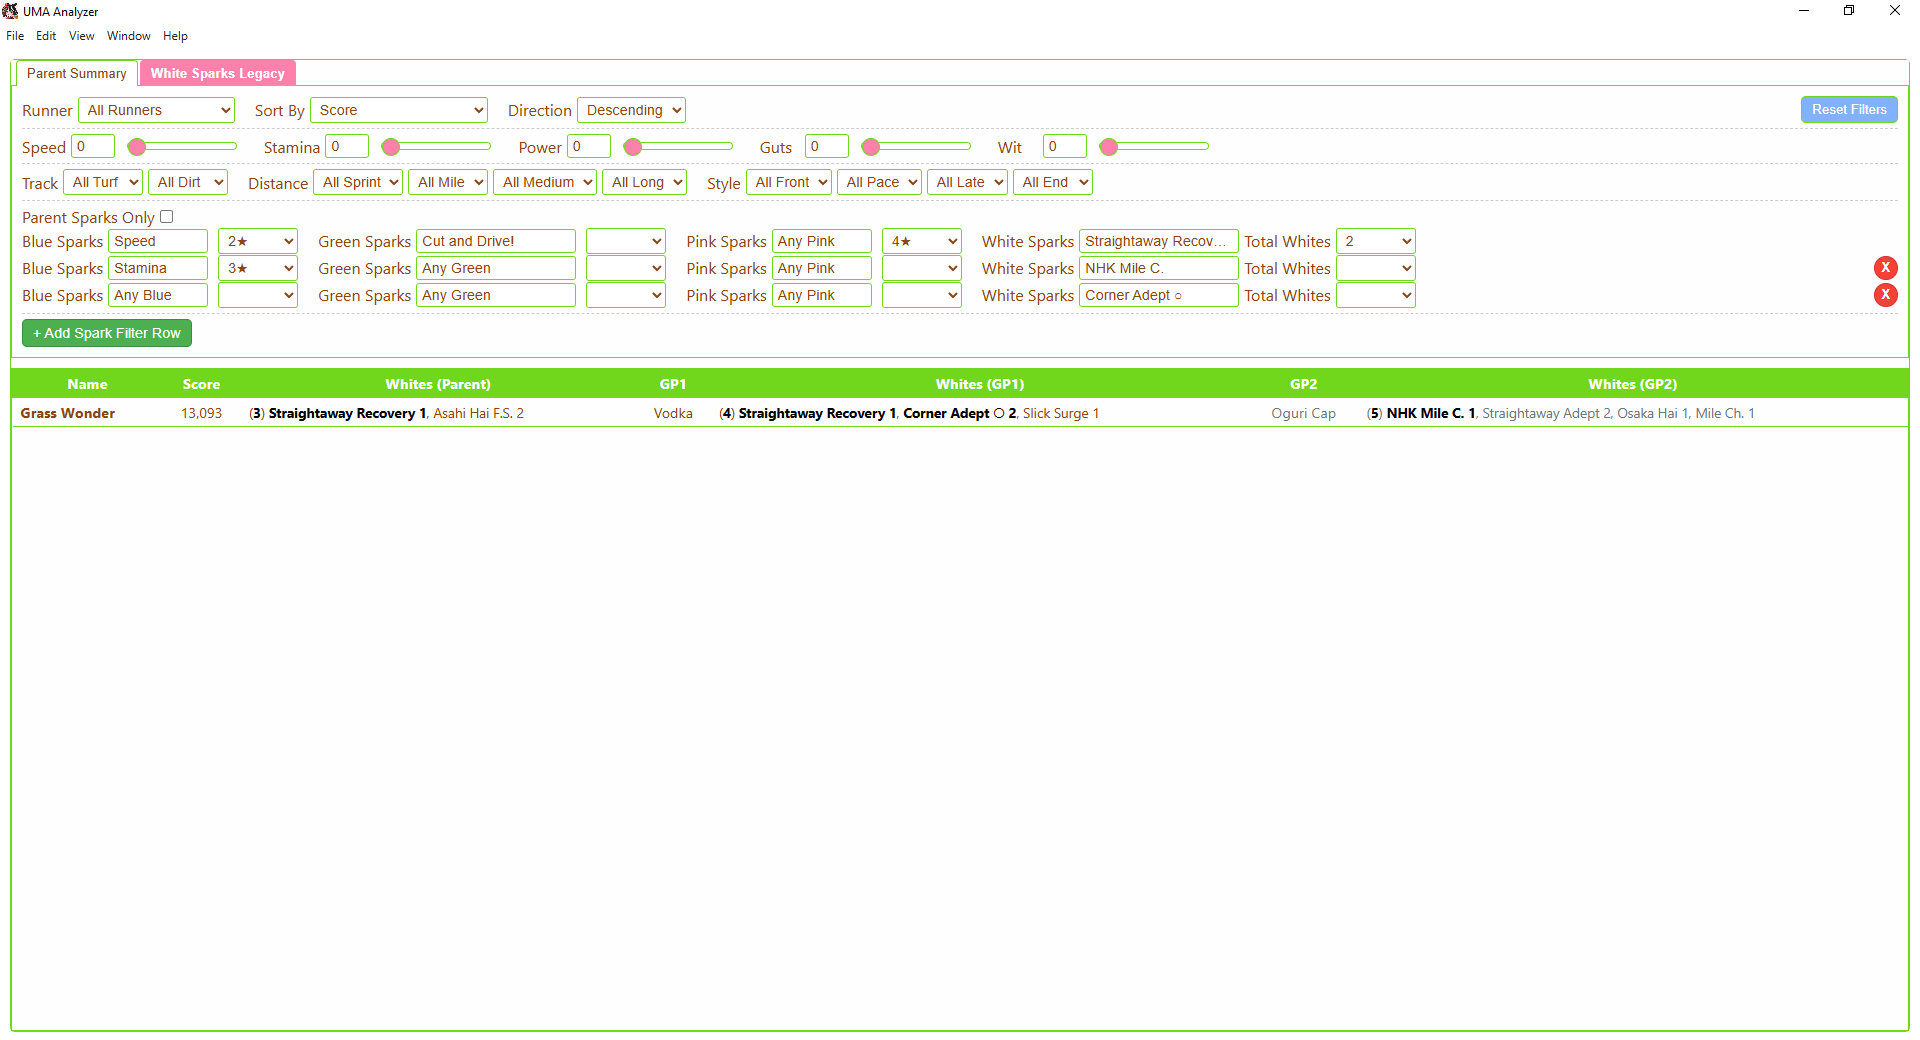 UMA Analyzer
File Edit View Window Help
Parent Summary White Sparks Legacy
Runner All Runners Sort By Score Direction Descending Reset Filters
Speed 0 Stamina 0 Power 0 Guts 0 Wit 0
Track All Turf All Dirt Distance All Sprint All Mile All Medium All Long Style All Front All Pace All Late All End
Parent Sparks Only
Blue Sparks Speed 2★ Green Sparks Cut and Drive! Pink Sparks Any Pink 4★ White Sparks Straightaway Recov... Total Whites 2
Blue Sparks Stamina 3★ Green Sparks Any Green Pink Sparks Any Pink White Sparks NHK Mile C. Total Whites X
Blue Sparks Any Blue Green Sparks Any Green Pink Sparks Any Pink White Sparks Corner Adept ○ Total Whites X
+ Add Spark Filter Row
Name Score Whites (Parent) GP1 Whites (GP1) GP2 Whites (GP2)
Grass Wonder 13,093 (3) Straightaway Recovery 1, Asahi Hai F.S. 2 Vodka (4) Straightaway Recovery 1, Corner Adept ○ 2, Slick Surge 1 Oguri Cap (5) NHK Mile C. 1, Straightaway Adept 2, Osaka Hai 1, Mile Ch. 1